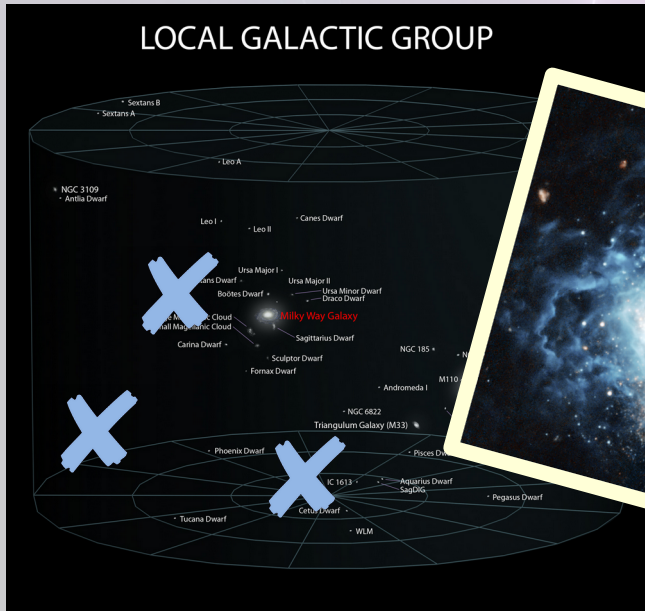 LOCAL GALACTIC GROUP
Sextans B
Sextans A
Leo A
NGC 3109
Antlia Dwarf
Leo I
Canes Dwarf
Leo II
Ursa Major I
Ursa Major II
Dwarf
Ursa Minor Dwarf
Boötes Dwarf
Draco Dwarf
Milky Way Galaxy
Cloud
Magellanic Cloud
Carina Dwarf
Sagittarius Dwarf
NGC 185
Sculptor Dwarf
Fornax Dwarf
M110
Andromeda I
NGC 6822
Triangulum Galaxy (M33)
Phoenix Dwarf
Pisces
IC 1613
Aquarius Dwarf
SagDIG
Pegasus Dwarf
Cetus Dwarf
Tucana Dwarf
WLM